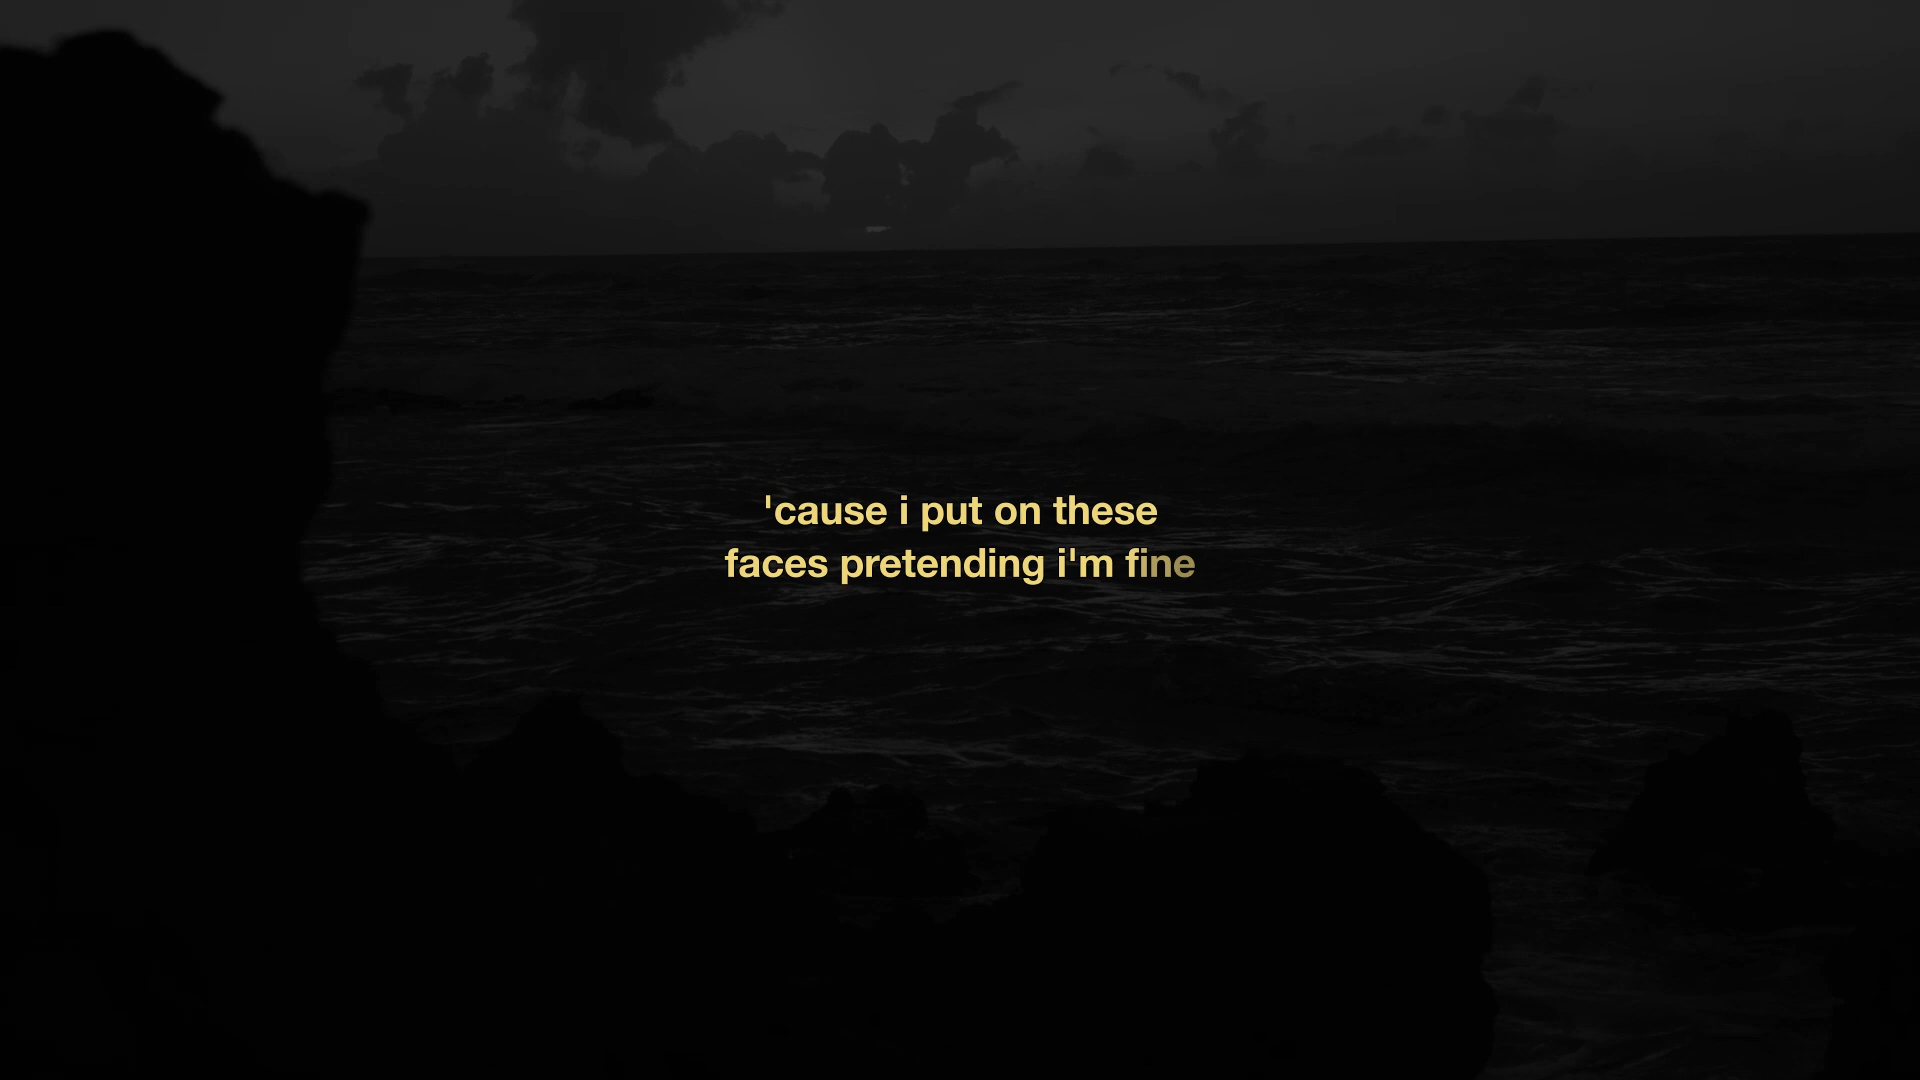 'cause i put on these
faces pretending i'm fine